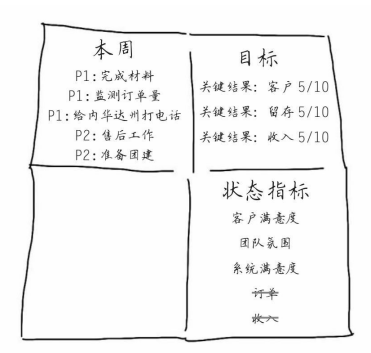 本周
P1:完成材料
P1:监测订单量
P1:给内华达州打电话
P2:售后工作
P2:准备团建
目标
关键结果: 客户 5/10
关键结果: 留存 5/10
关键结果: 收入 5/10
状态指标
客户满意度
团队氛围
系统满意度
订单
收入